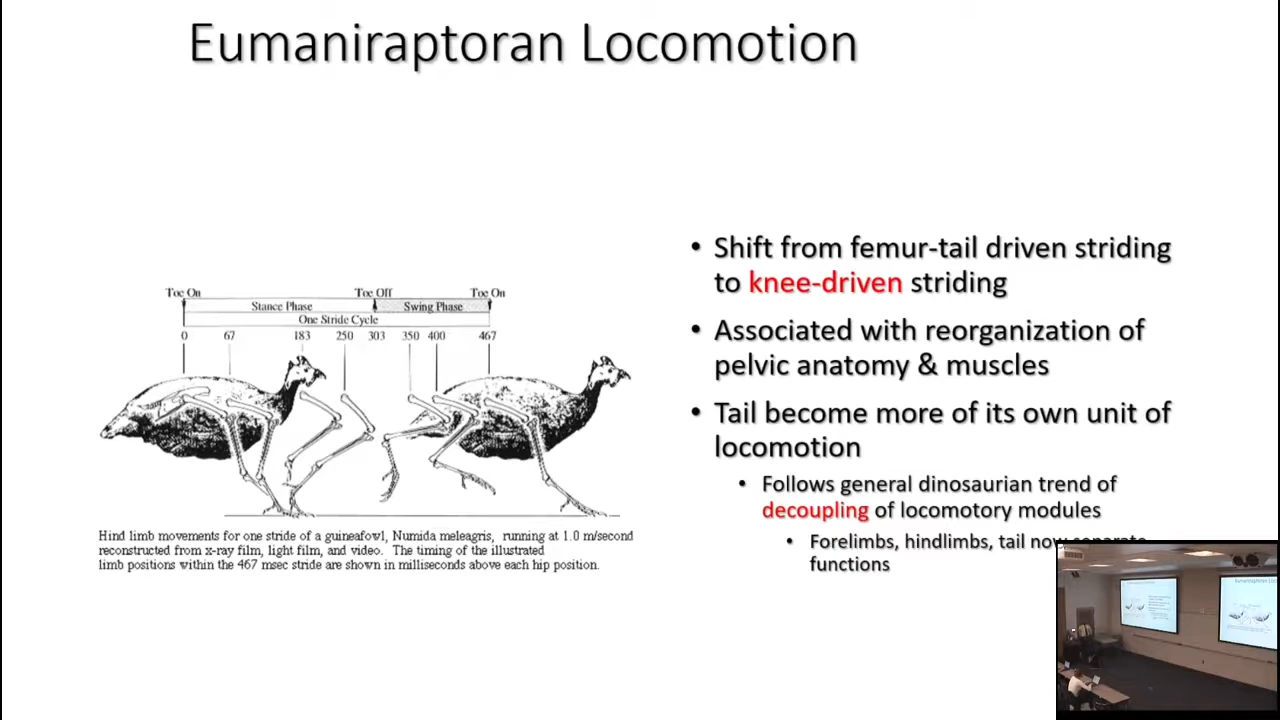 Eumaniraptoran Locomotion
Toe On Toe Off Toe On
Stance Phase Swing Phase
One Stride Cycle
0 67 183 250 303 350 400 467
Hind limb movements for one stride of a guineafowl, Numida meleagris, running at 1.0 m/second
reconstructed from x-ray film, light film, and video. The timing of the illustrated
limb positions within the 467 msec stride are shown in milliseconds above each hip position.
• Shift from femur-tail driven striding
to knee-driven striding
• Associated with reorganization of
pelvic anatomy & muscles
• Tail become more of its own unit of
locomotion
• Follows general dinosaurian trend of
decoupling of locomotory modules
• Forelimbs, hindlimbs, tail now separate
functions